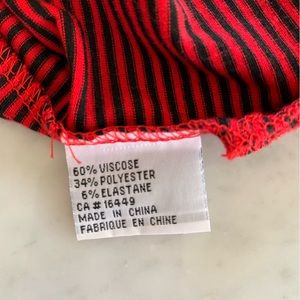 60% VISCOSE
34% POLYESTER
6% ELASTANE
CA # 16449
MADE IN CHINA
FABRIQUE EN CHINE